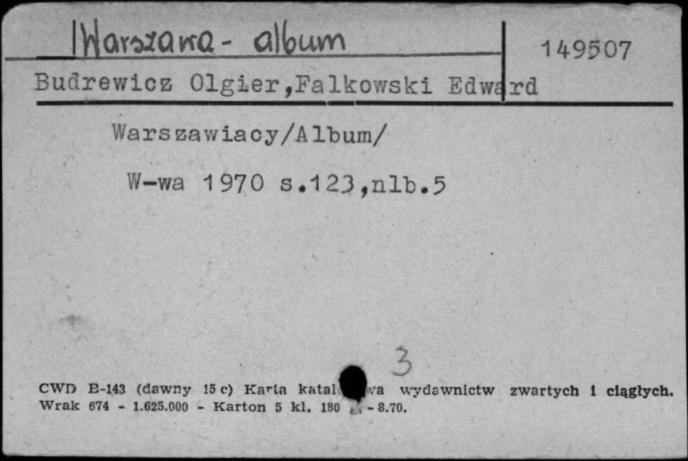 Warszawa - album
149507
Budrewicz Olgier,Falkowski Edward
Warszawiacy/Album/
W-wa 1970 s.123,nlb.5
3
CWD B-143 (dawny 15 c) Karta wydawnictw zwartych i ciągłych.
Wrak 674 - 1.625.000 - Karton 5 kl. 180 - 8.70.